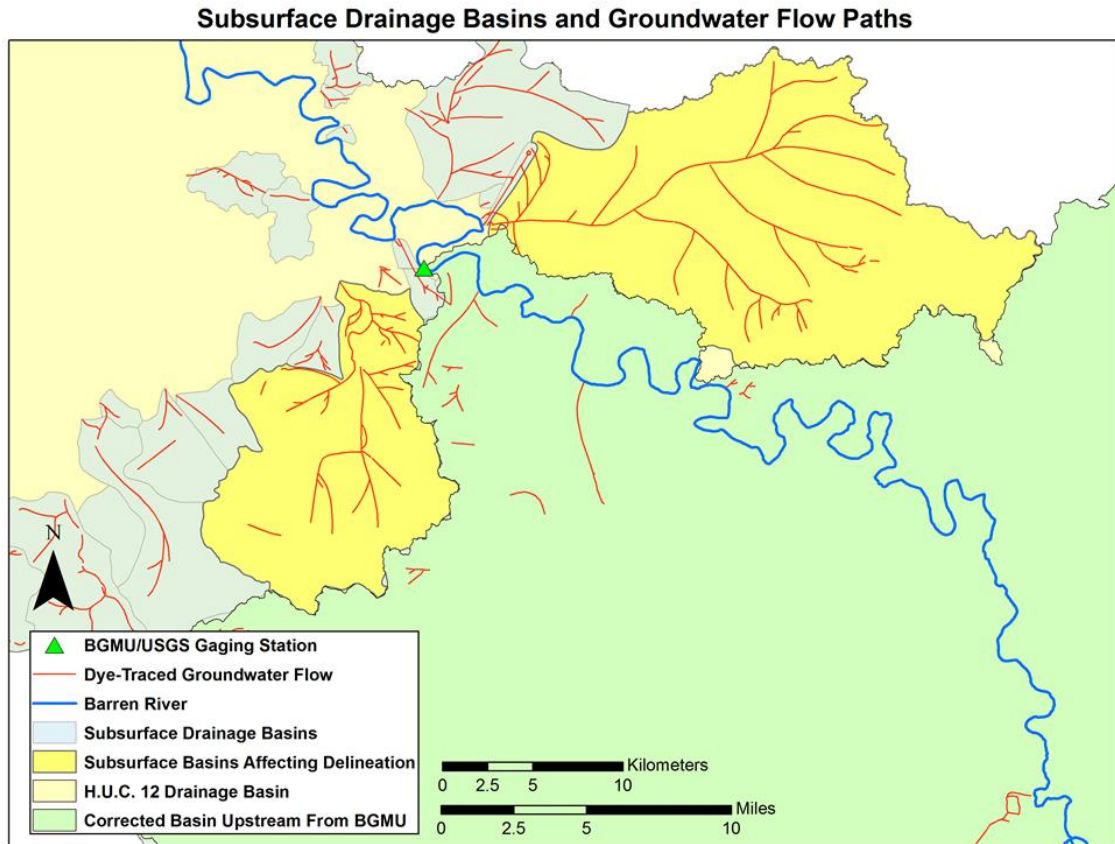 Subsurface Drainage Basins and Groundwater Flow Paths
N
BGMU/USGS Gaging Station
Dye-Traced Groundwater Flow
Barren River
Subsurface Drainage Basins
Subsurface Basins Affecting Delineation
H.U.C. 12 Drainage Basin
Corrected Basin Upstream From BGMU
Kilometers
0 2.5 5 10
Miles
0 2.5 5 10